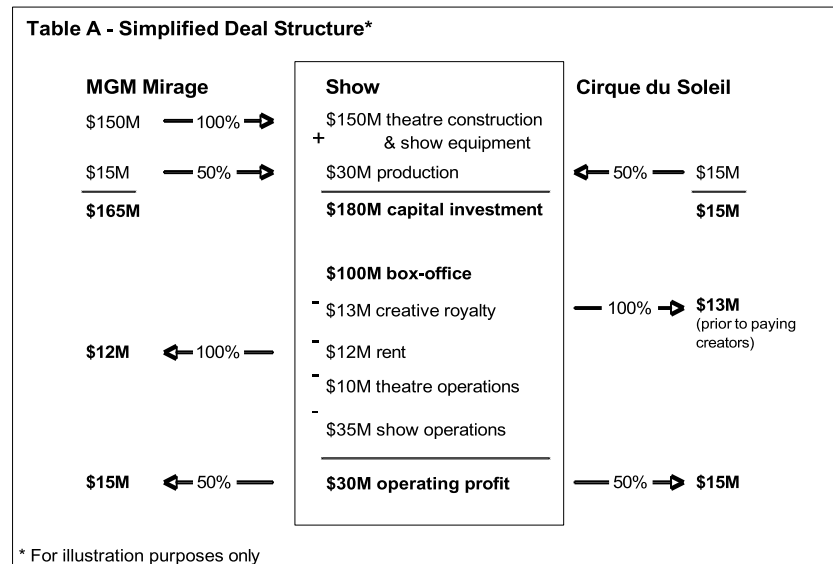 Table A - Simplified Deal Structure*
MGM Mirage Show Cirque du Soleil
$150M 100% $150M theatre construction
+ & show equipment
$15M 50% $30M production 50% $15M
$165M $180M capital investment $15M
$100M box-office
- $13M creative royalty 100% $13M
(prior to paying
creators)
$12M 100% - $12M rent
- $10M theatre operations
- $35M show operations
$15M 50% $30M operating profit 50% $15M
* For illustration purposes only